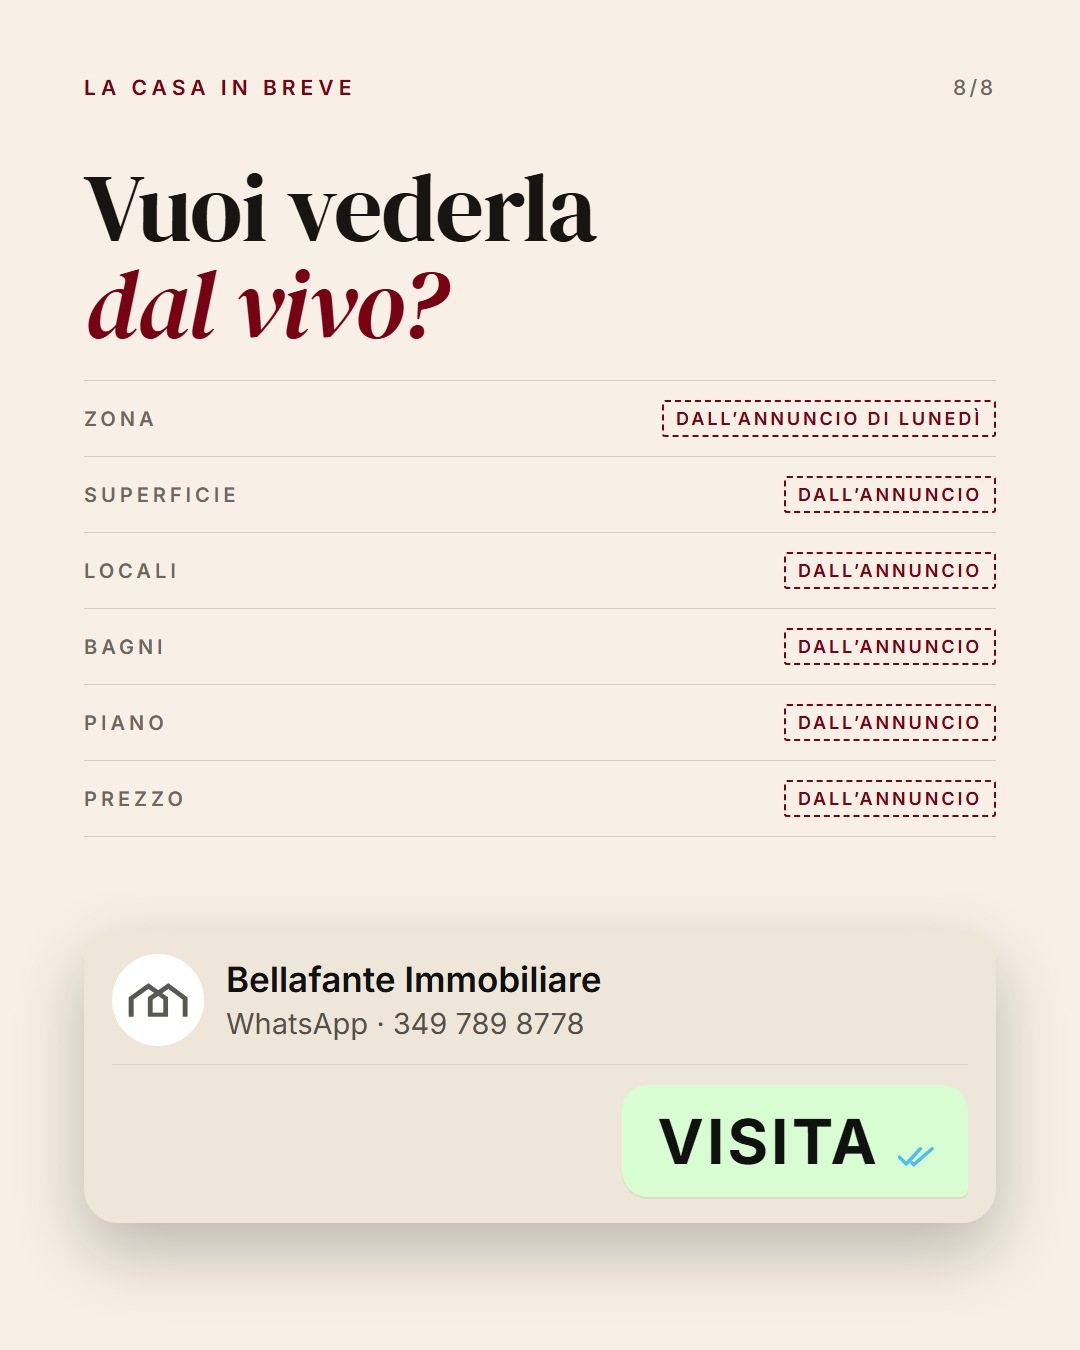 LA CASA IN BREVE 8/8
Vuoi vederla
dal vivo?
ZONA DALL’ANNUNCIO DI LUNEDÌ
SUPERFICIE DALL’ANNUNCIO
LOCALI DALL’ANNUNCIO
BAGNI DALL’ANNUNCIO
PIANO DALL’ANNUNCIO
PREZZO DALL’ANNUNCIO
Bellafante Immobiliare
WhatsApp · 349 789 8778
VISITA